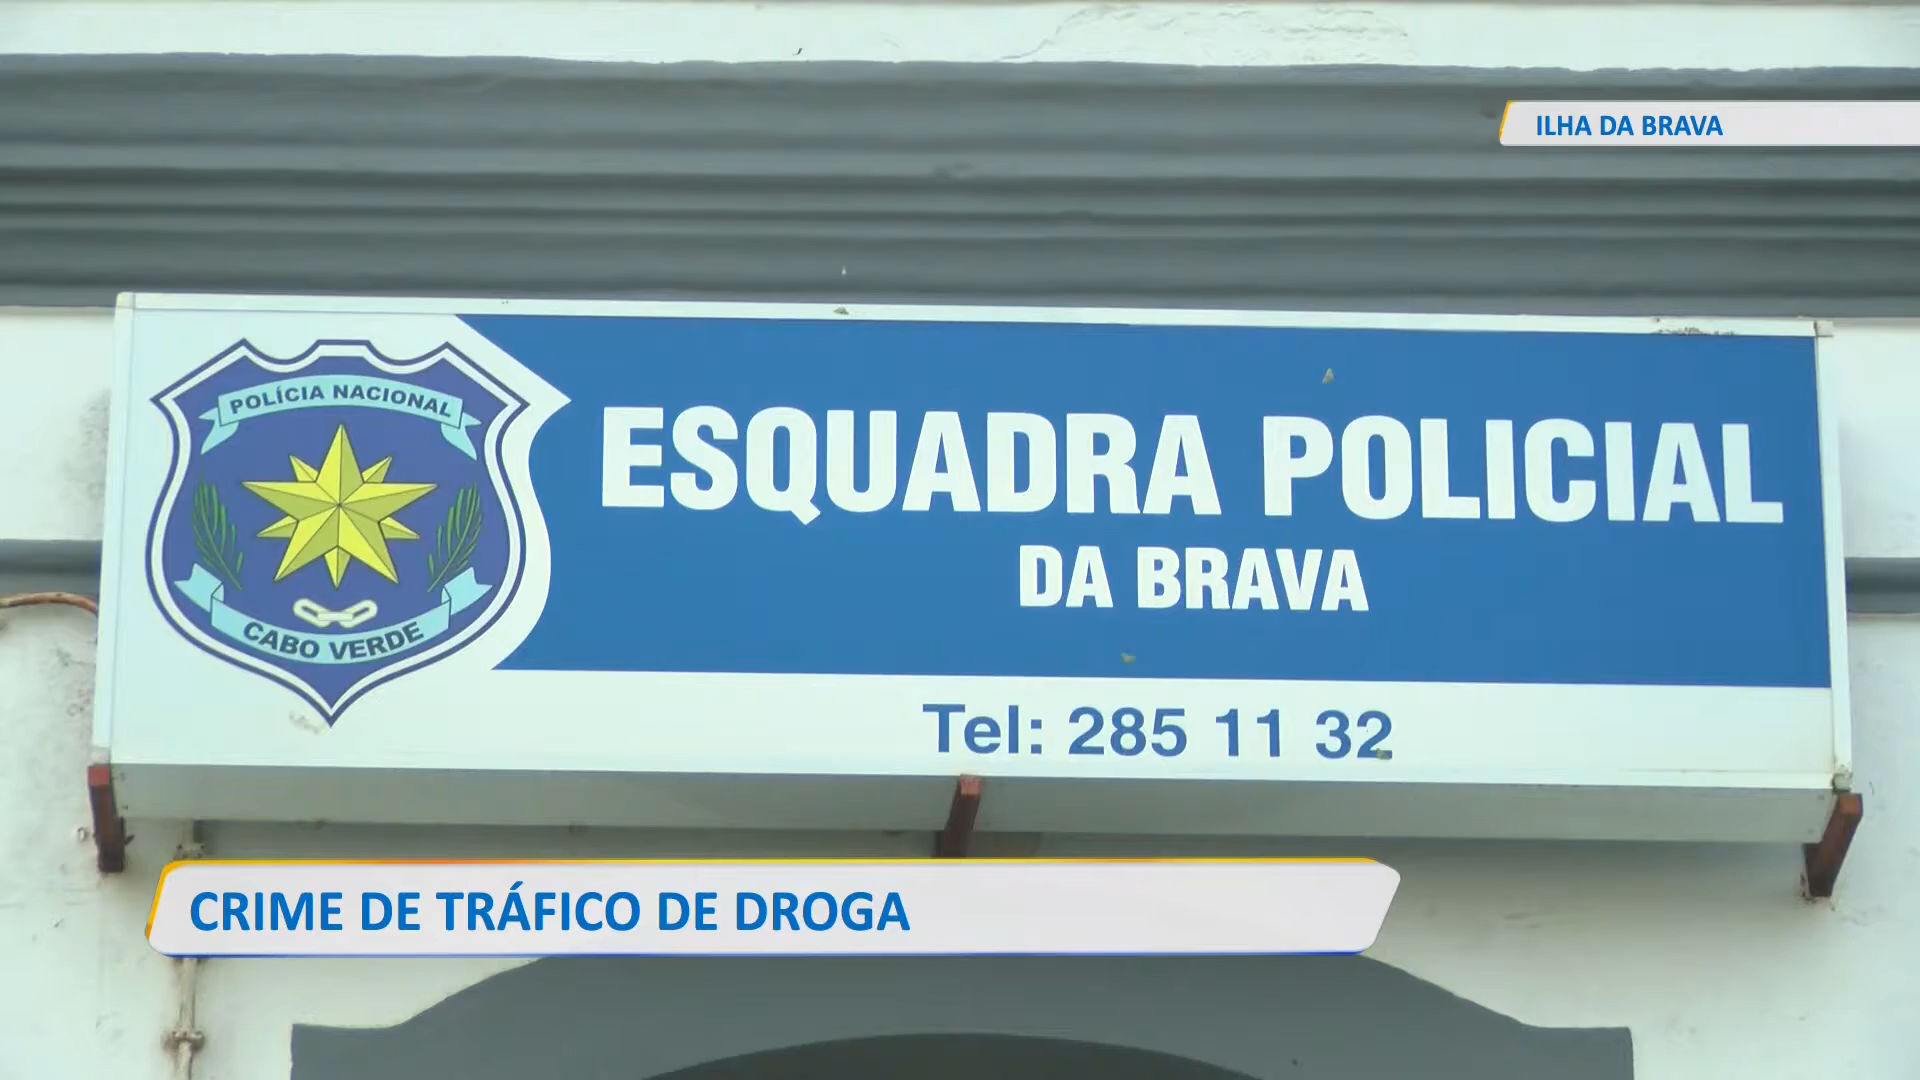 ILHA DA BRAVA
POLÍCIA NACIONAL
CABO VERDE
ESQUADRA POLICIAL
DA BRAVA
Tel: 285 11 32
CRIME DE TRÁFICO DE DROGA